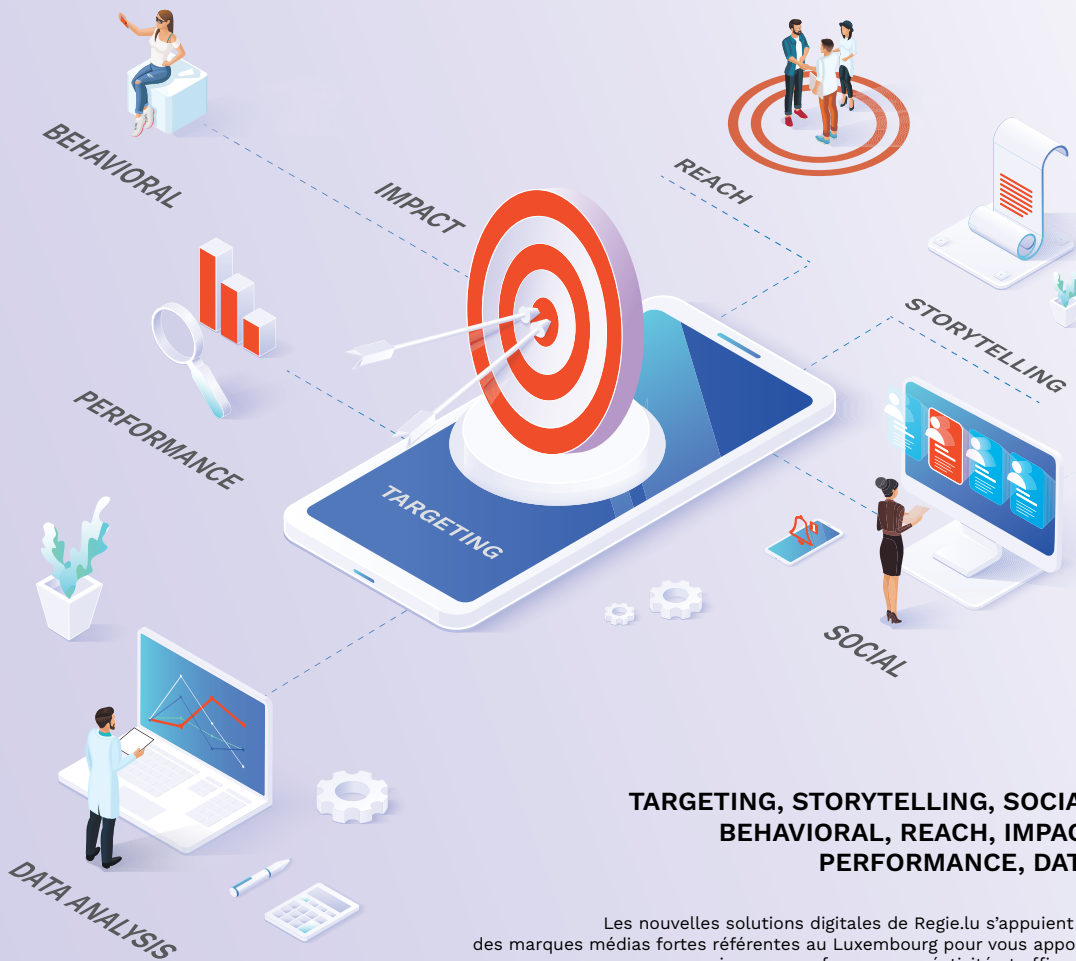 BEHAVIORAL
IMPACT
REACH
STORYTELLING
PERFORMANCE
TARGETING
SOCIAL
DATA ANALYSIS
TARGETING, STORYTELLING, SOCIA
BEHAVIORAL, REACH, IMPAC
PERFORMANCE, DAT
Les nouvelles solutions digitales de Regie.lu s’appuient
des marques médias fortes référentes au Luxembourg pour vous appo